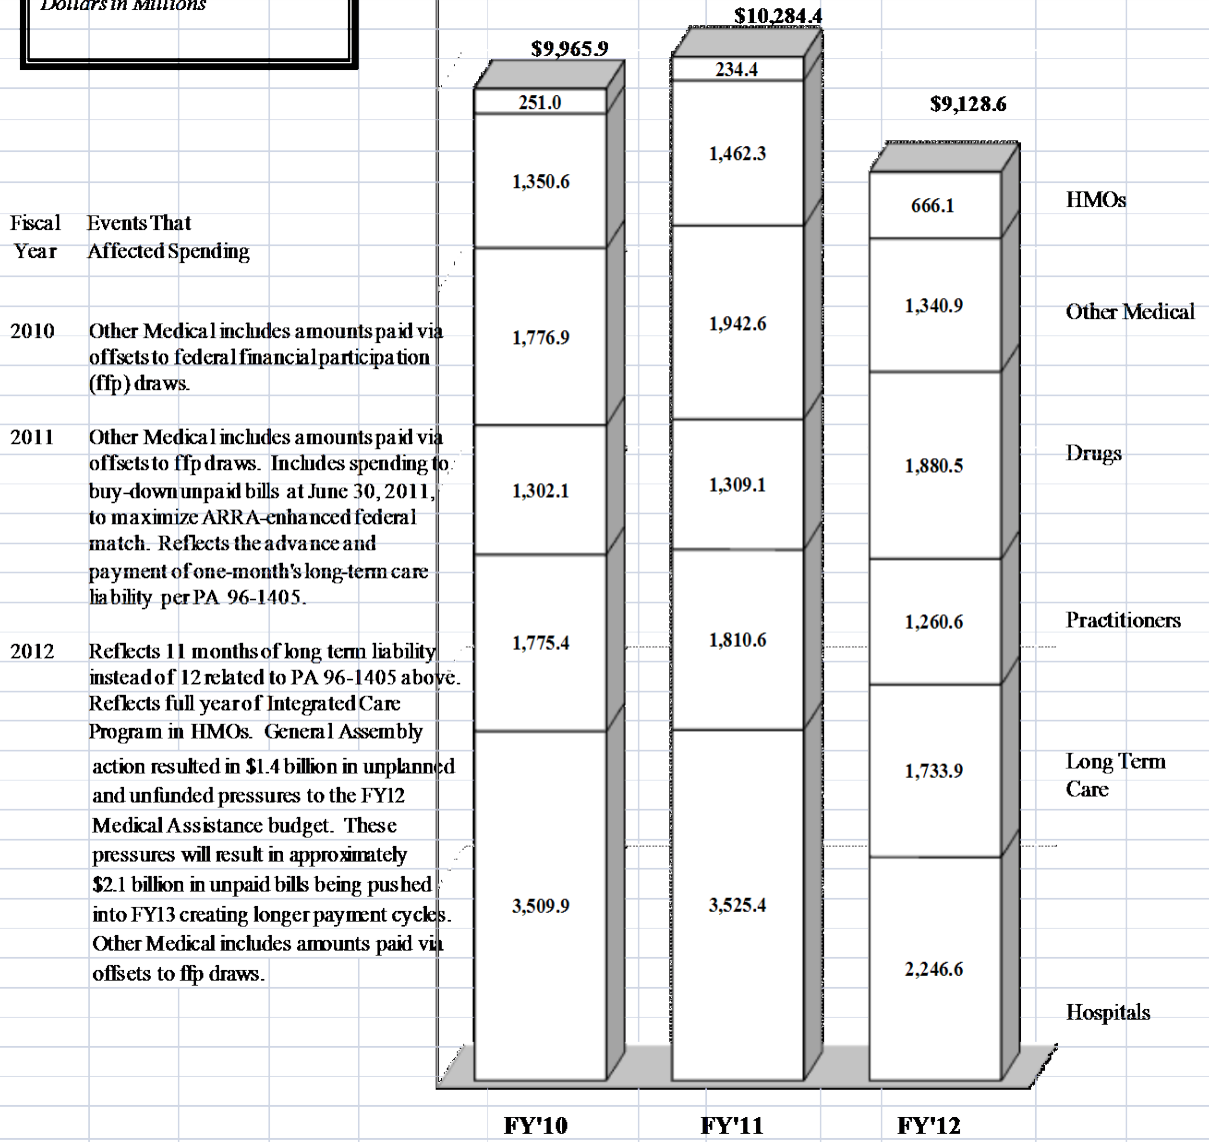 Dollars in Millions
$10,284.4
$9,965.9
$9,128.6
251.0
234.4
1,350.6
1,462.3
666.1
HMOs
Fiscal Events That
Year Affected Spending
1,776.9
1,942.6
1,340.9
Other Medical
2010 Other Medical includes amounts paid via
offsets to federal financial participation
(ffp) draws.
2011 Other Medical includes amounts paid via
offsets to ffp draws. Includes spending to
buy-down unpaid bills at June 30, 2011,
to maximize ARRA-enhanced federal
match. Reflects the advance and
payment of one-month's long-term care
liability per PA 96-1405.
1,302.1
1,309.1
1,880.5
Drugs
1,775.4
1,810.6
1,260.6
Practitioners
2012 Reflects 11 months of long term liability
instead of 12 related to PA 96-1405 above.
Reflects full year of Integrated Care
Program in HMOs. General Assembly
action resulted in $1.4 billion in unplanned
and unfunded pressures to the FY12
Medical Assistance budget. These
pressures will result in approximately
$2.1 billion in unpaid bills being pushed
into FY13 creating longer payment cycles.
Other Medical includes amounts paid via
offsets to ffp draws.
1,733.9
Long Term
Care
3,509.9
3,525.4
2,246.6
Hospitals
FY'10
FY'11
FY'12